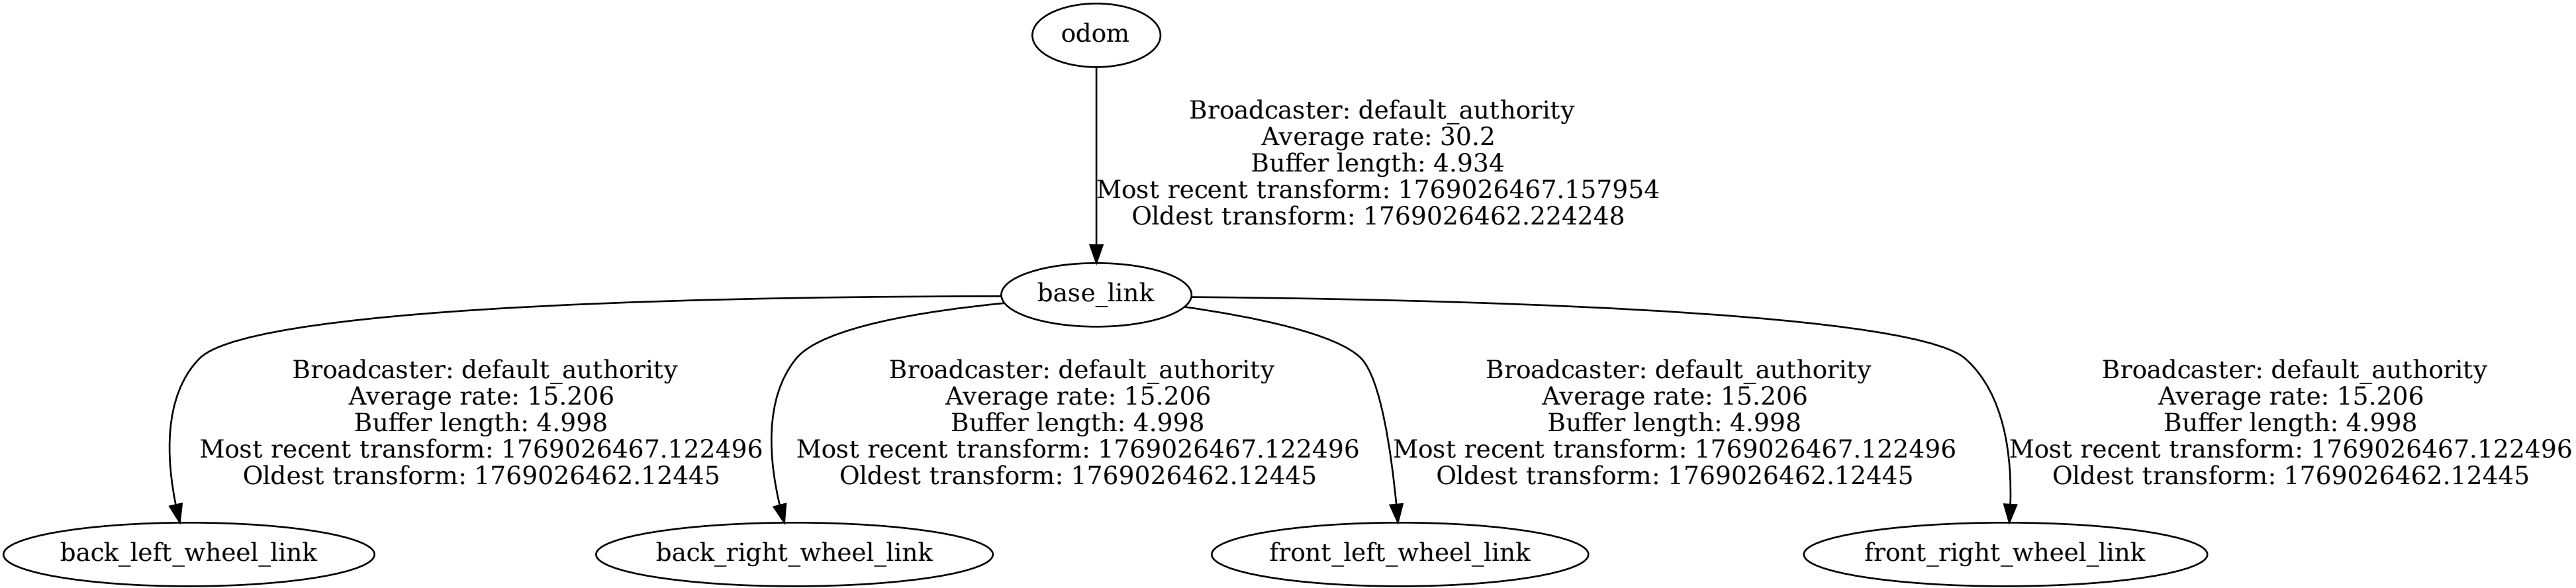 odom
Broadcaster: default_authority
Average rate: 30.2
Buffer length: 4.934
Most recent transform: 1769026467.157954
Oldest transform: 1769026462.224248
base_link
Broadcaster: default_authority
Average rate: 15.206
Buffer length: 4.998
Most recent transform: 1769026467.122496
Oldest transform: 1769026462.12445
Broadcaster: default_authority
Average rate: 15.206
Buffer length: 4.998
Most recent transform: 1769026467.122496
Oldest transform: 1769026462.12445
Broadcaster: default_authority
Average rate: 15.206
Buffer length: 4.998
Most recent transform: 1769026467.122496
Oldest transform: 1769026462.12445
Broadcaster: default_authority
Average rate: 15.206
Buffer length: 4.998
Most recent transform: 1769026467.122496
Oldest transform: 1769026462.12445
back_left_wheel_link
back_right_wheel_link
front_left_wheel_link
front_right_wheel_link